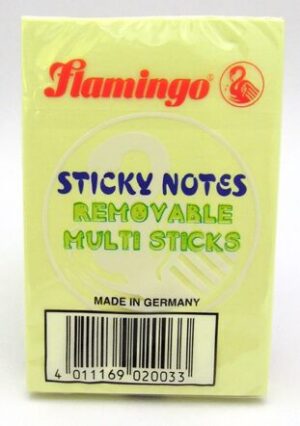 Flamingo®
STICKY NOTES
REMOVABLE
MULTI STICKS
MADE IN GERMANY
4 011169 020033